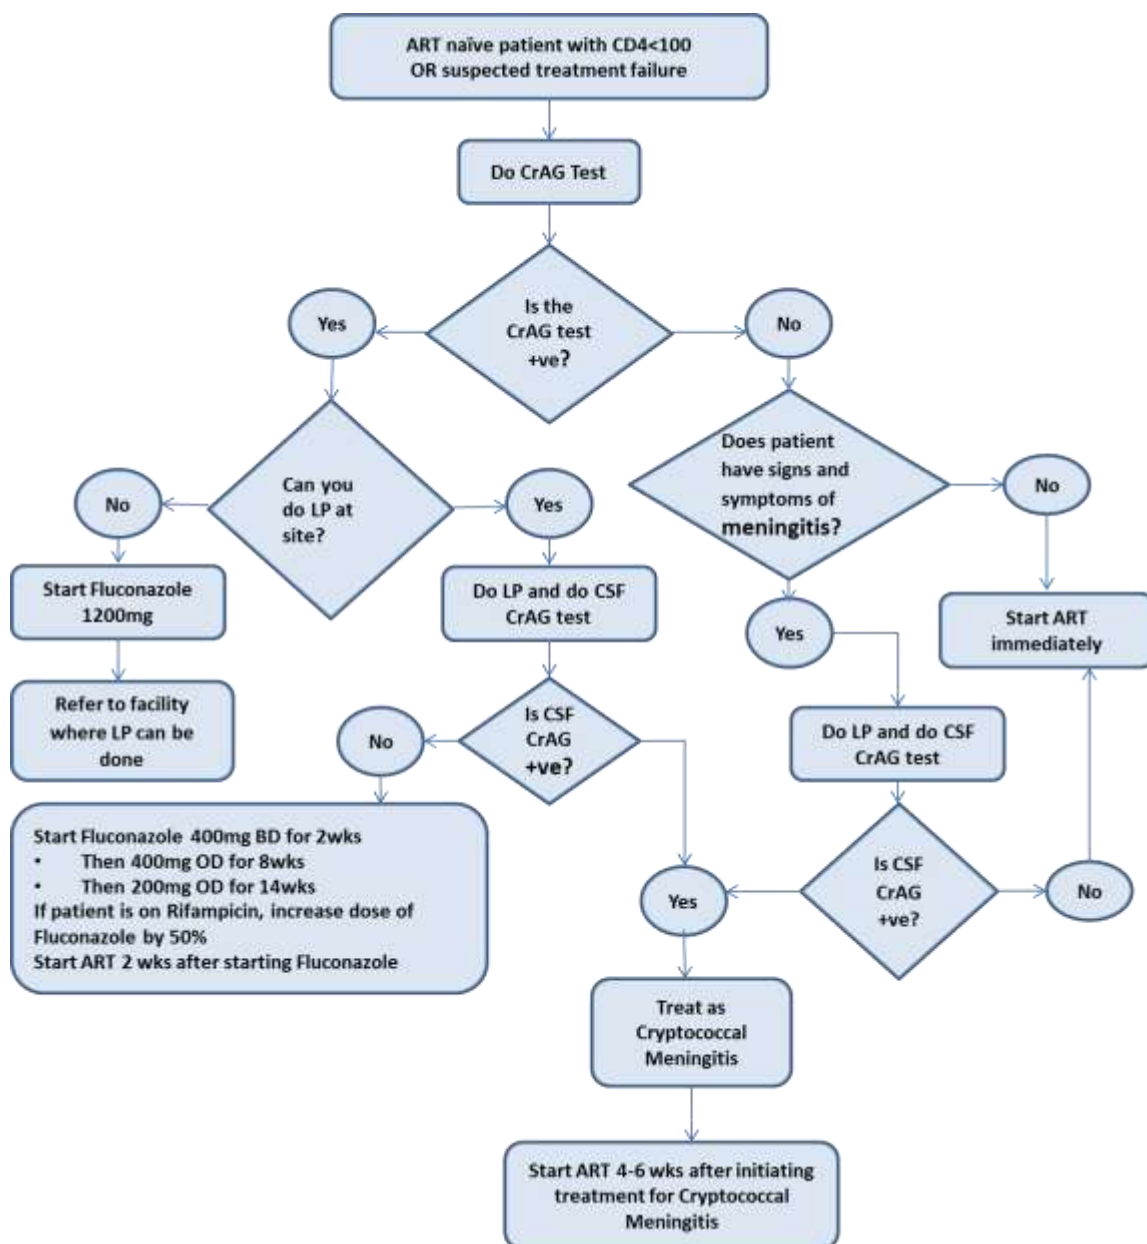 ART naïve patient with CD4<100
OR suspected treatment failure
Do CrAG Test
Is the
CrAG test
+ve?
Yes
No
Can you
do LP at
site?
Does patient
have signs and
symptoms of
meningitis?
No
Yes
No
Start Fluconazole
1200mg
Do LP and do CSF
CrAG test
Yes
Start ART
immediately
Refer to facility
where LP can be
done
No
Is CSF
CrAG
+ve?
Do LP and do CSF
CrAG test
Start Fluconazole 400mg BD for 2wks
• Then 400mg OD for 8wks
• Then 200mg OD for 14wks
If patient is on Rifampicin, increase dose of
Fluconazole by 50%
Start ART 2 wks after starting Fluconazole
Yes
Is CSF
CrAG
+ve?
No
Treat as
Cryptococcal
Meningitis
Start ART 4-6 wks after initiating
treatment for Cryptococcal
Meningitis